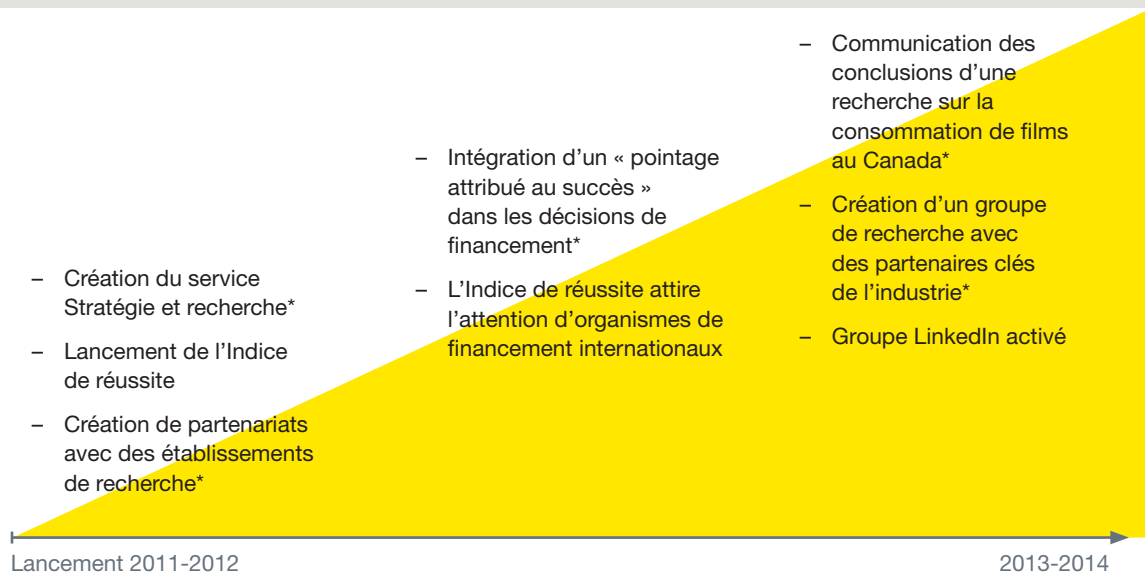 – Création du service
Stratégie et recherche*
– Lancement de l’Indice
de réussite
– Création de partenariats
avec des établissements
de recherche*
– Intégration d’un « pointage
attribué au succès »
dans les décisions de
financement*
– L’Indice de réussite attire
l’attention d’organismes de
financement internationaux
– Communication des
conclusions d’une
recherche sur la
consommation de films
au Canada*
– Création d’un groupe
de recherche avec
des partenaires clés
de l’industrie*
– Groupe LinkedIn activé
Lancement 2011-2012
2013-2014